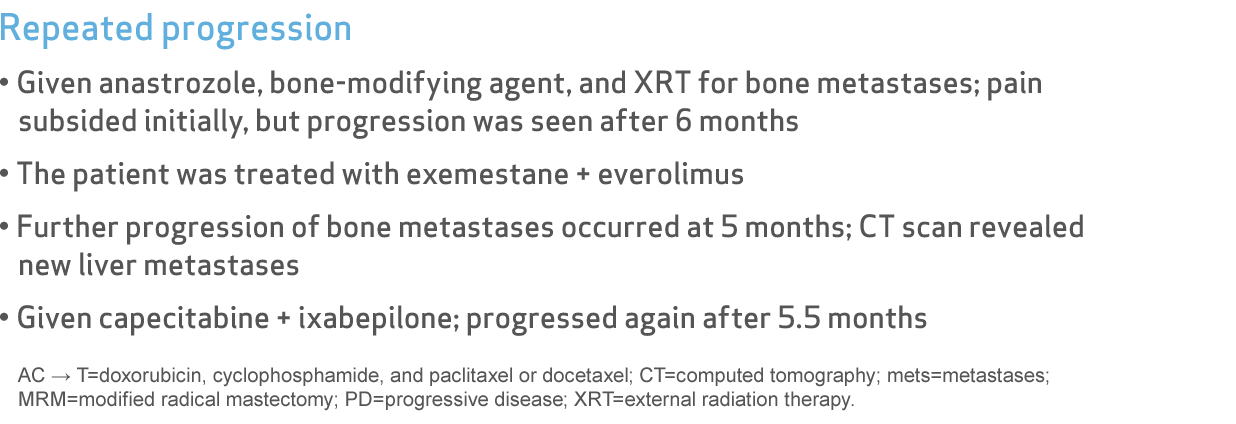 Repeated progression
• Given anastrozole, bone-modifying agent, and XRT for bone metastases; pain
subsided initially, but progression was seen after 6 months
• The patient was treated with exemestane + everolimus
• Further progression of bone metastases occurred at 5 months; CT scan revealed
new liver metastases
• Given capecitabine + ixabepilone; progressed again after 5.5 months
AC → T=doxorubicin, cyclophosphamide, and paclitaxel or docetaxel; CT=computed tomography; mets=metastases;
MRM=modified radical mastectomy; PD=progressive disease; XRT=external radiation therapy.